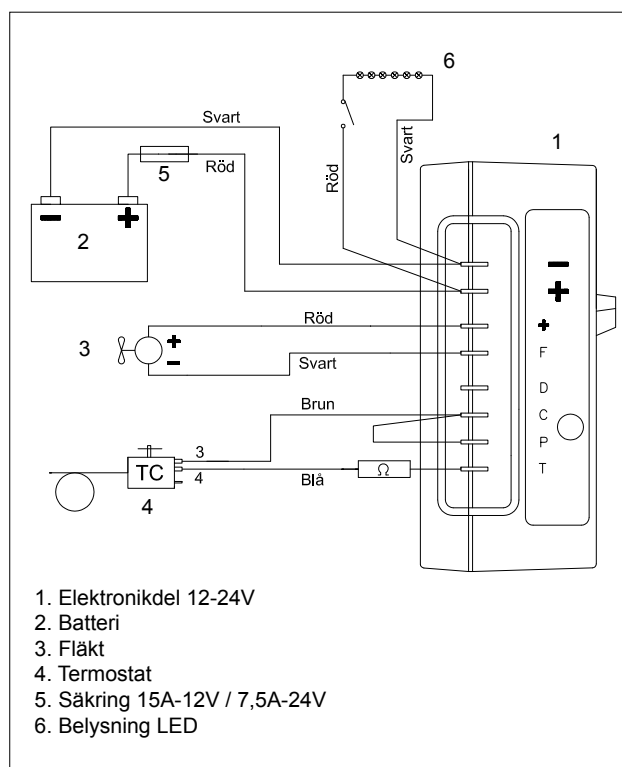 6
Svart
1
5
Röd
Röd
Svart
−
+
2
−
+
Röd
+
3
+
−
F
Svart
D
Brun
C
P
3
TC
4
Ω
T
Blå
4
1. Elektronikdel 12-24V
2. Batteri
3. Fläkt
4. Termostat
5. Säkring 15A-12V / 7,5A-24V
6. Belysning LED